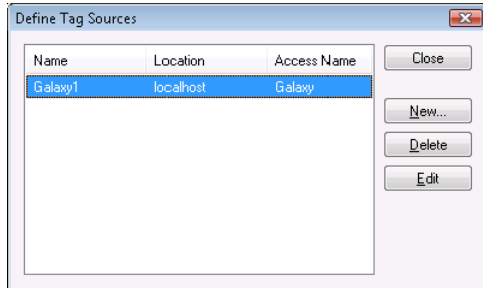 Define Tag Sources
Name Location Access Name Close
Galaxy1 localhost Galaxy
New...
Delete
Edit